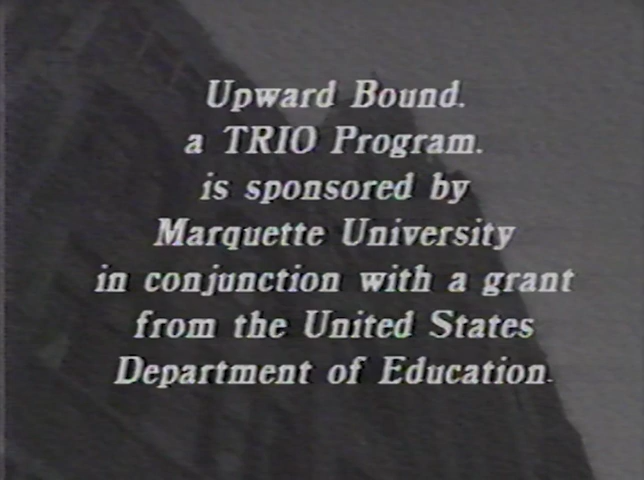 Upward Bound.
a TRIO Program.
is sponsored by
Marquette University
in conjunction with a grant
from the United States
Department of Education.